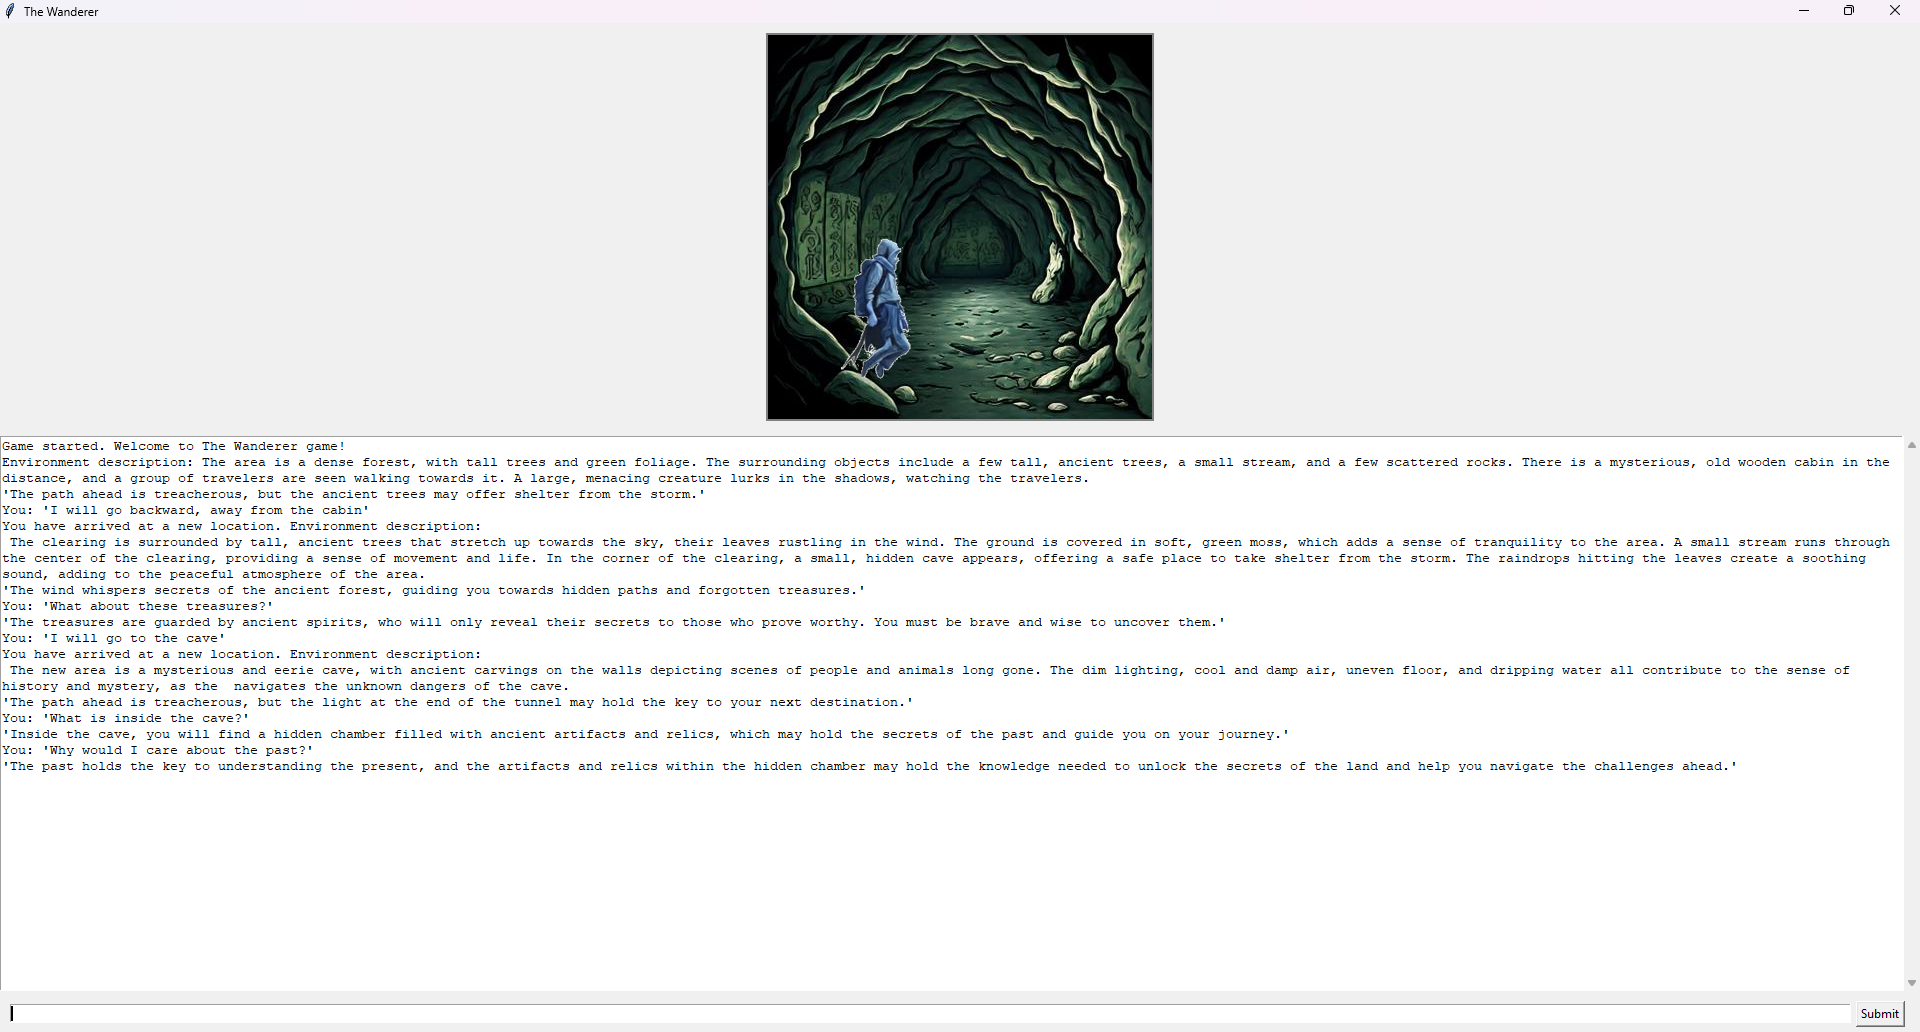 The Wanderer
Game started. Welcome to The Wanderer game!
Environment description: The area is a dense forest, with tall trees and green foliage. The surrounding objects include a few tall, ancient trees, a small stream, and a few scattered rocks. There is a mysterious, old wooden cabin in the
distance, and a group of travelers are seen walking towards it. A large, menacing creature lurks in the shadows, watching the travelers.
'The path ahead is treacherous, but the ancient trees may offer shelter from the storm.'
You: 'I will go backward, away from the cabin'
You have arrived at a new location. Environment description:
The clearing is surrounded by tall, ancient trees that stretch up towards the sky, their leaves rustling in the wind. The ground is covered in soft, green moss, which adds a sense of tranquility to the area. A small stream runs through
the center of the clearing, providing a sense of movement and life. In the corner of the clearing, a small, hidden cave appears, offering a safe place to take shelter from the storm. The raindrops hitting the leaves create a soothing
sound, adding to the peaceful atmosphere of the area.
'The wind whispers secrets of the ancient forest, guiding you towards hidden paths and forgotten treasures.'
You: 'What about these treasures?'
'The treasures are guarded by ancient spirits, who will only reveal their secrets to those who prove worthy. You must be brave and wise to uncover them.'
You: 'I will go to the cave'
You have arrived at a new location. Environment description:
The new area is a mysterious and eerie cave, with ancient carvings on the walls depicting scenes of people and animals long gone. The dim lighting, cool and damp air, uneven floor, and dripping water all contribute to the sense of
history and mystery, as the  navigates the unknown dangers of the cave.
'The path ahead is treacherous, but the light at the end of the tunnel may hold the key to your next destination.'
You: 'What is inside the cave?'
'Inside the cave, you will find a hidden chamber filled with ancient artifacts and relics, which may hold the secrets of the past and guide you on your journey.'
You: 'Why would I care about the past?'
'The past holds the key to understanding the present, and the artifacts and relics within the hidden chamber may hold the knowledge needed to unlock the secrets of the land and help you navigate the challenges ahead.'
Submit